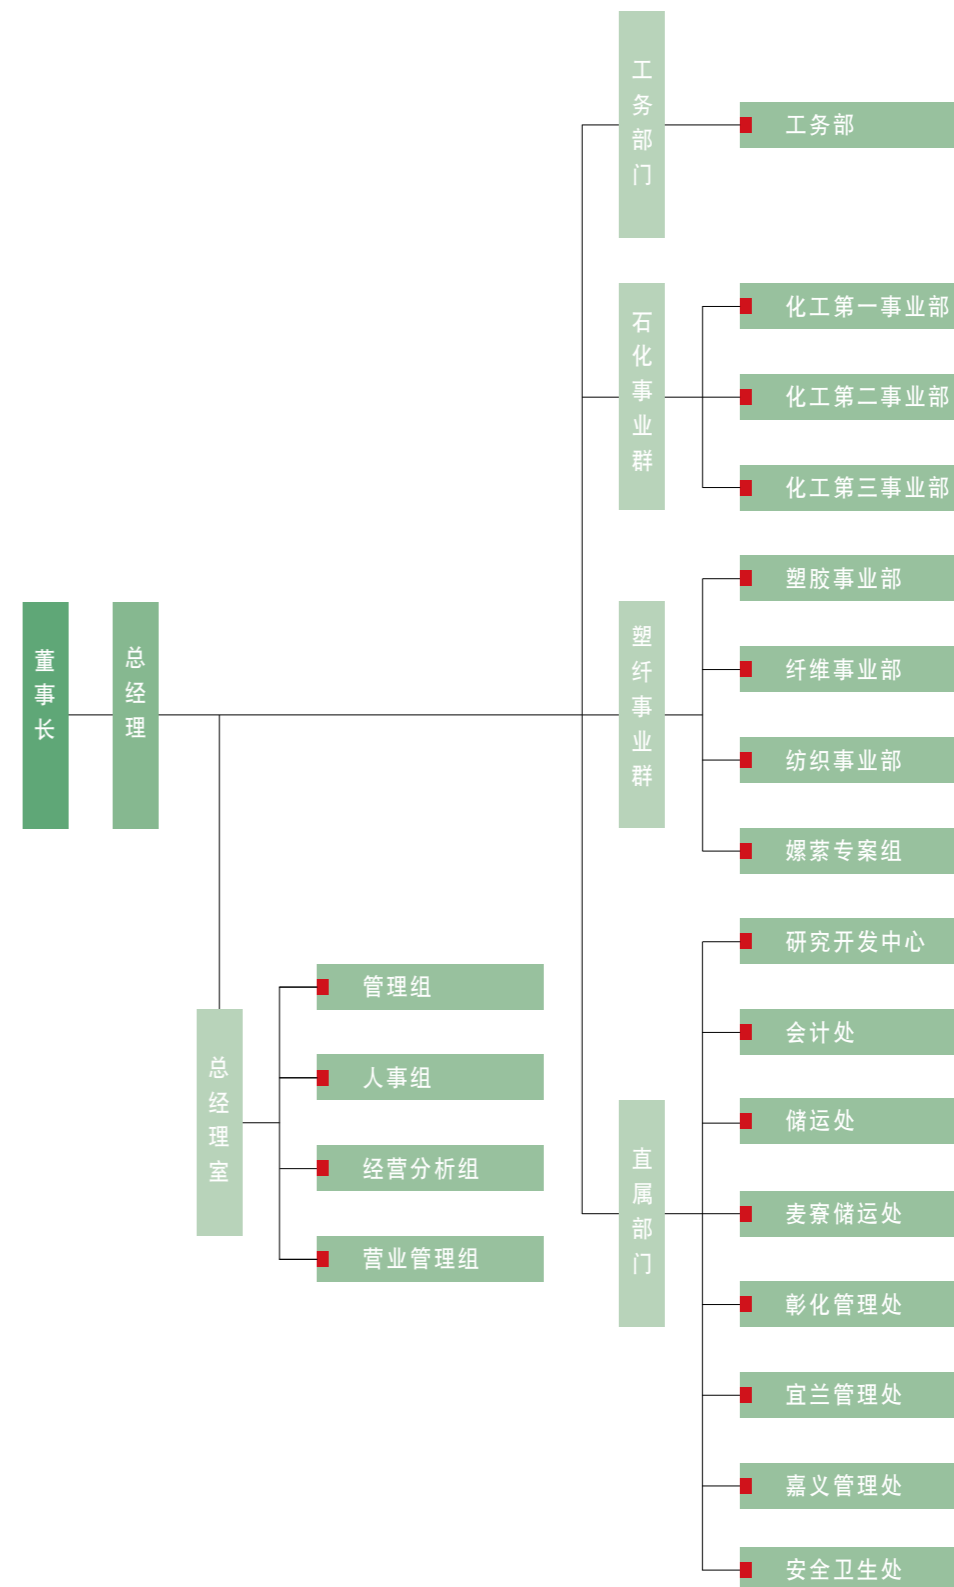 董事长
总经理
工务部门
工务部
石化事业群
化工第一事业部
化工第二事业部
化工第三事业部
塑纤事业群
塑胶事业部
纤维事业部
纺织事业部
嫘萦专案组
总经理室
管理组
人事组
经营分析组
营业管理组
直属部门
研究开发中心
会计处
储运处
麦寮储运处
彰化管理处
宜兰管理处
嘉义管理处
安全卫生处